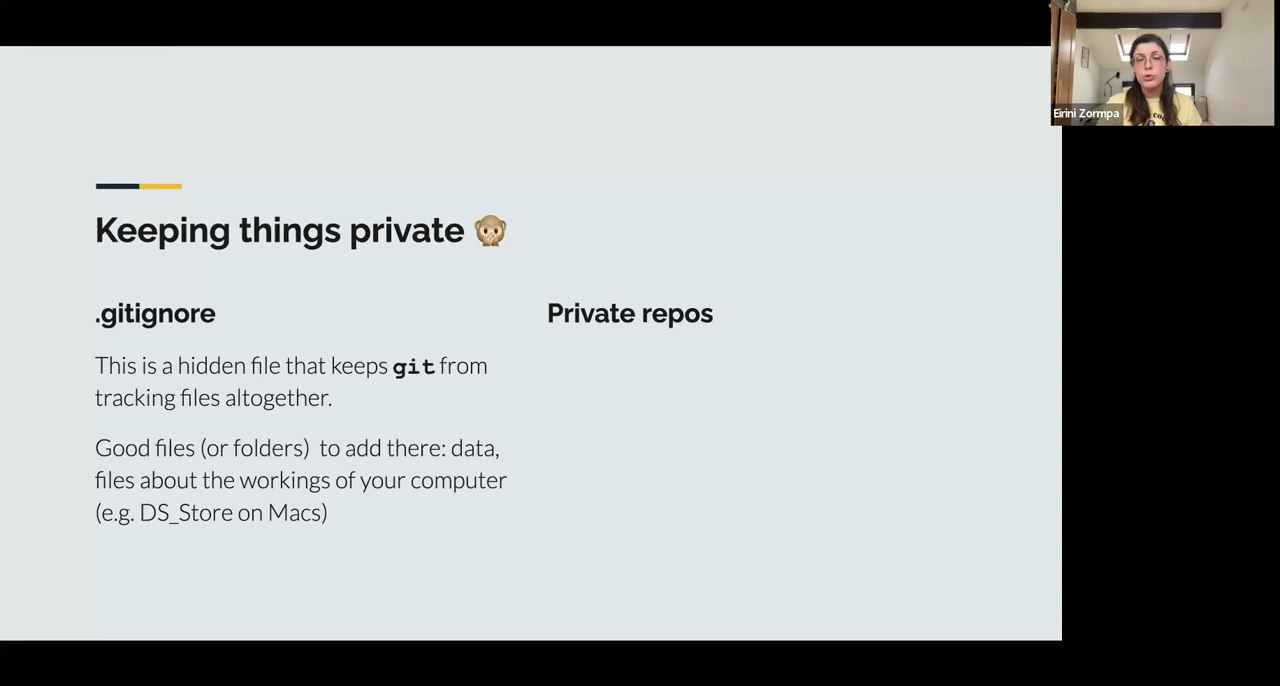 Keeping things private 🙊
.gitignore
This is a hidden file that keeps git from
tracking files altogether.
Good files (or folders)  to add there: data,
files about the workings of your computer
(e.g. DS_Store on Macs)
Private repos
Eirini Zormpa